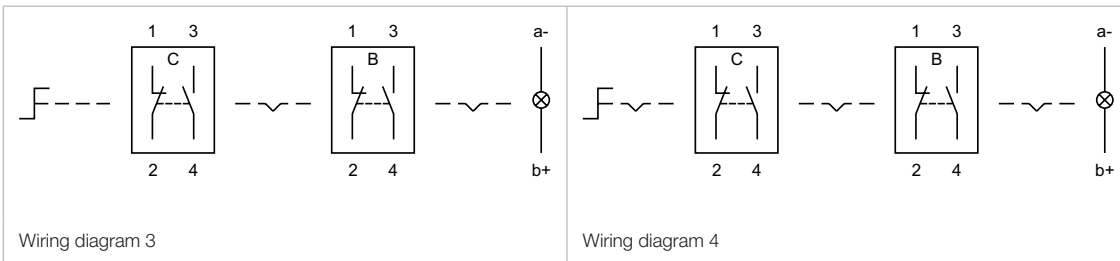 1 3 1 3 a-
C B
2 4 2 4 b+
Wiring diagram 3
1 3 1 3 a-
C B
2 4 2 4 b+
Wiring diagram 4